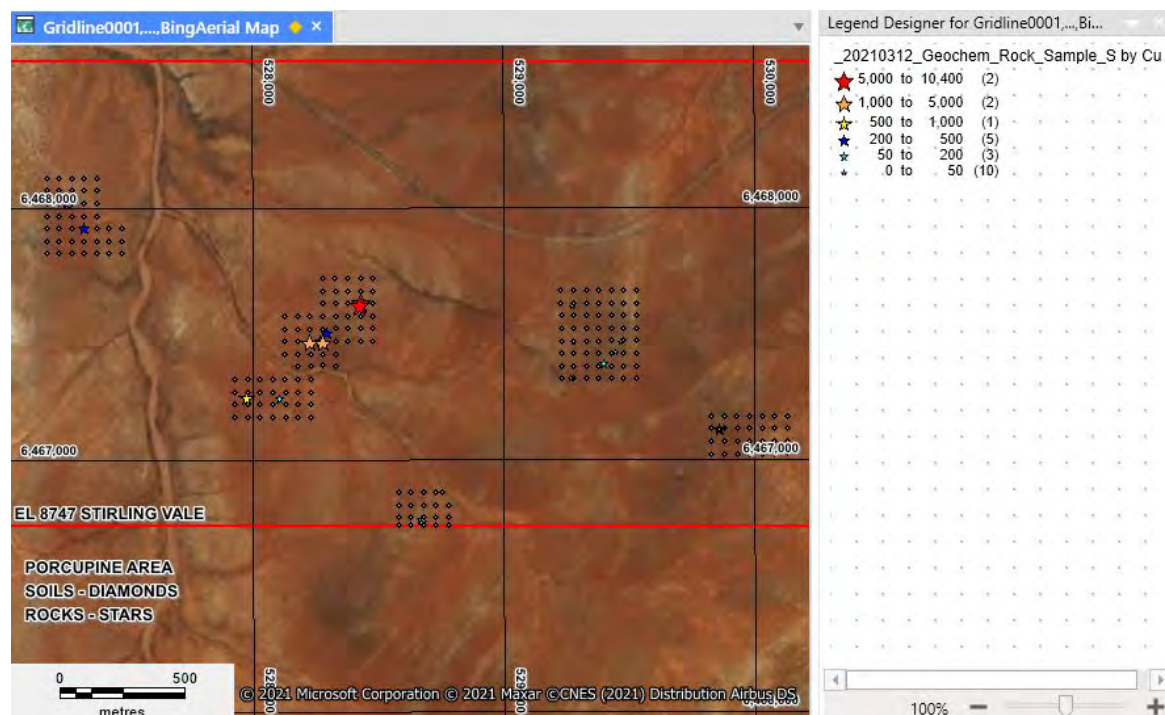 Gridline0001,...,BingAerial Map
528,000
529,000
530,000
6,468,000
6,468,000
6,467,000
6,467,000
EL 8747 STIRLING VALE
PORCUPINE AREA
SOILS - DIAMONDS
ROCKS - STARS
0 500
metres
© 2021 Microsoft Corporation © 2021 Maxar ©CNES (2021) Distribution Airbus DS
Legend Designer for Gridline0001,...,Bi...
_20210312_Geochem_Rock_Sample_S by Cu
5,000 to 10,400 (2)
1,000 to 5,000 (2)
500 to 1,000 (1)
200 to 500 (5)
50 to 200 (3)
0 to 50 (10)
100%